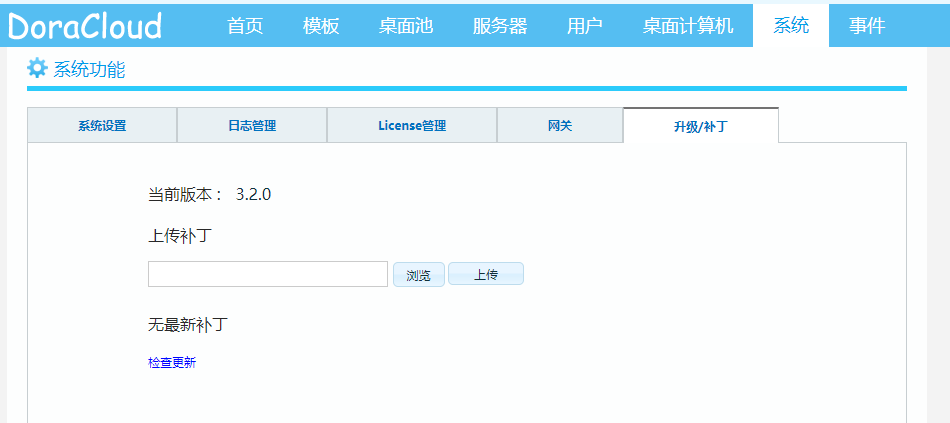 DoraCloud 首页 模板 桌面池 服务器 用户 桌面计算机 系统 事件
系统功能
系统设置 日志管理 License管理 网关 升级/补丁
当前版本： 3.2.0
上传补丁
浏览 上传
无最新补丁
检查更新